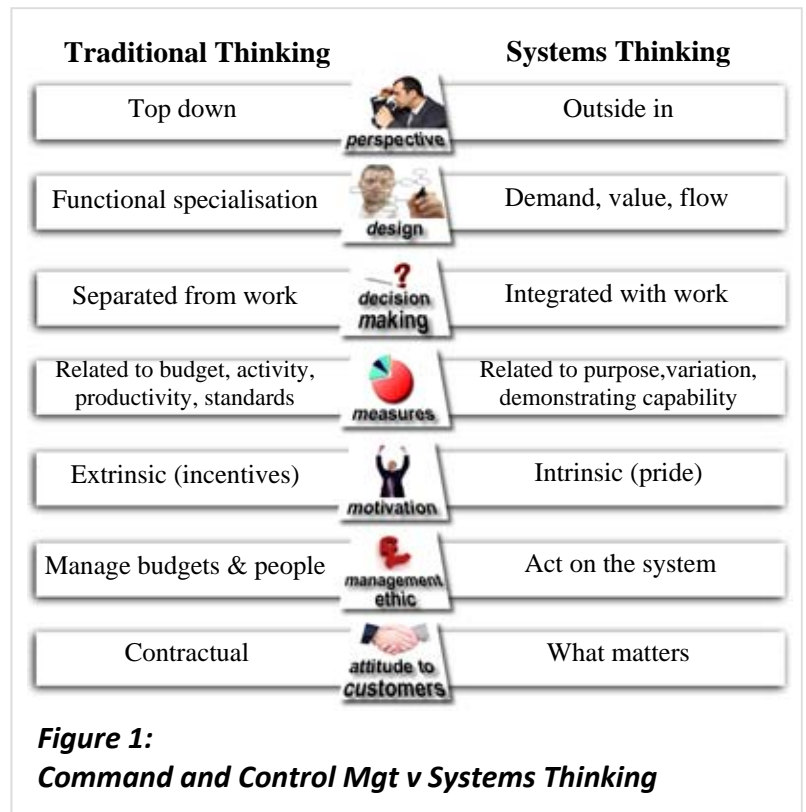 Traditional Thinking Systems Thinking
Top down Outside in
perspective
Functional specialisation Demand, value, flow
design
Separated from work Integrated with work
decision
making
Related to budget, activity, Related to purpose,variation,
productivity, standards demonstrating capability
measures
Extrinsic (incentives) Intrinsic (pride)
motivation
Manage budgets & people Act on the system
management
ethic
Contractual What matters
attitude to
customers
Figure 1:
Command and Control Mgt v Systems Thinking